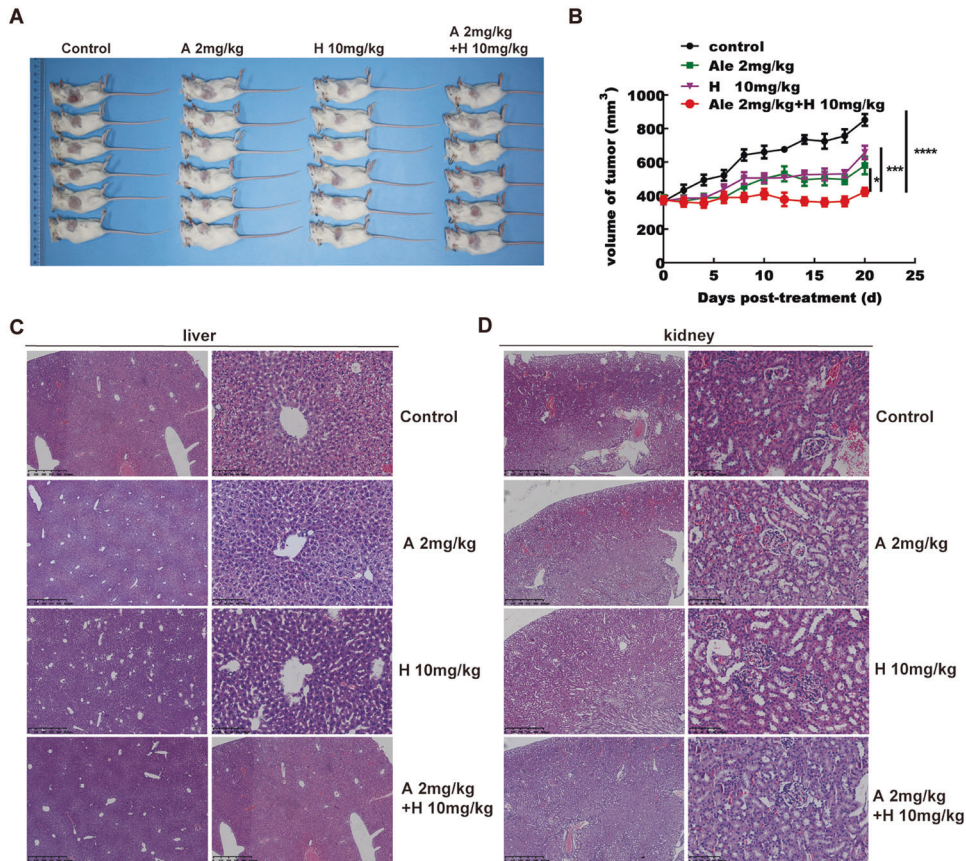 A
Control
A 2mg/kg
H 10mg/kg
A 2mg/kg
+H 10mg/kg
B
control
Ale 2mg/kg
H 10mg/kg
Ale 2mg/kg+H 10mg/kg
volume of tumor (mm³)
1000
800
600
400
200
0
0
5
10
15
20
25
Days post-treatment (d)
*
***
****
C
liver
Control
A 2mg/kg
H 10mg/kg
A 2mg/kg
+H 10mg/kg
D
kidney
Control
A 2mg/kg
H 10mg/kg
A 2mg/kg
+H 10mg/kg